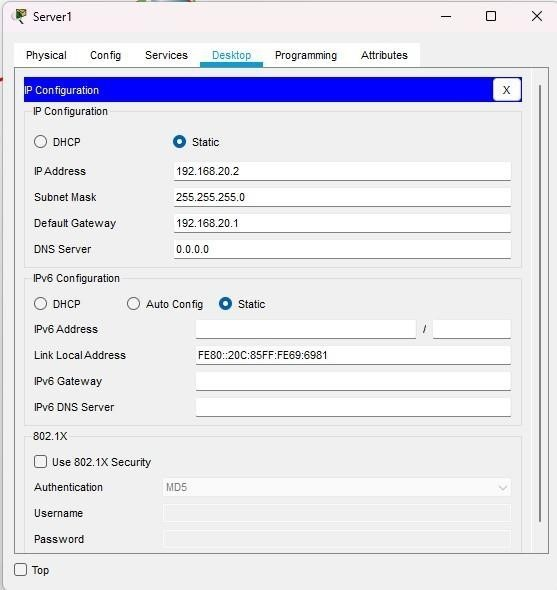 Server1
Physical Config Services Desktop Programming Attributes
IP Configuration X
IP Configuration
DHCP Static
IP Address 192.168.20.2
Subnet Mask 255.255.255.0
Default Gateway 192.168.20.1
DNS Server 0.0.0.0
IPv6 Configuration
DHCP Auto Config Static
IPv6 Address /
Link Local Address FE80::20C:85FF:FE69:6981
IPv6 Gateway
IPv6 DNS Server
802.1X
Use 802.1X Security
Authentication MD5
Username
Password
Top